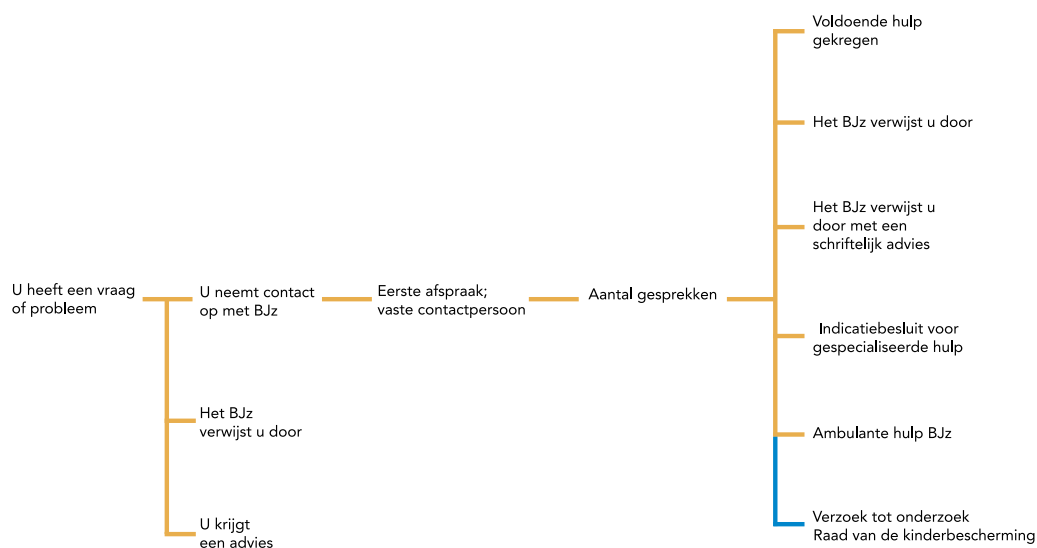 U heeft een vraag
of probleem
U neemt contact
op met BJz
Het BJz
verwijst u door
U krijgt
een advies
Eerste afspraak;
vaste contactpersoon
Aantal gesprekken
Voldoende hulp
gekregen
Het BJz verwijst u door
Het BJz verwijst u
door met een
schriftelijk advies
Indicatiebesluit voor
gespecialiseerde hulp
Ambulante hulp BJz
Verzoek tot onderzoek
Raad van de kinderbescherming